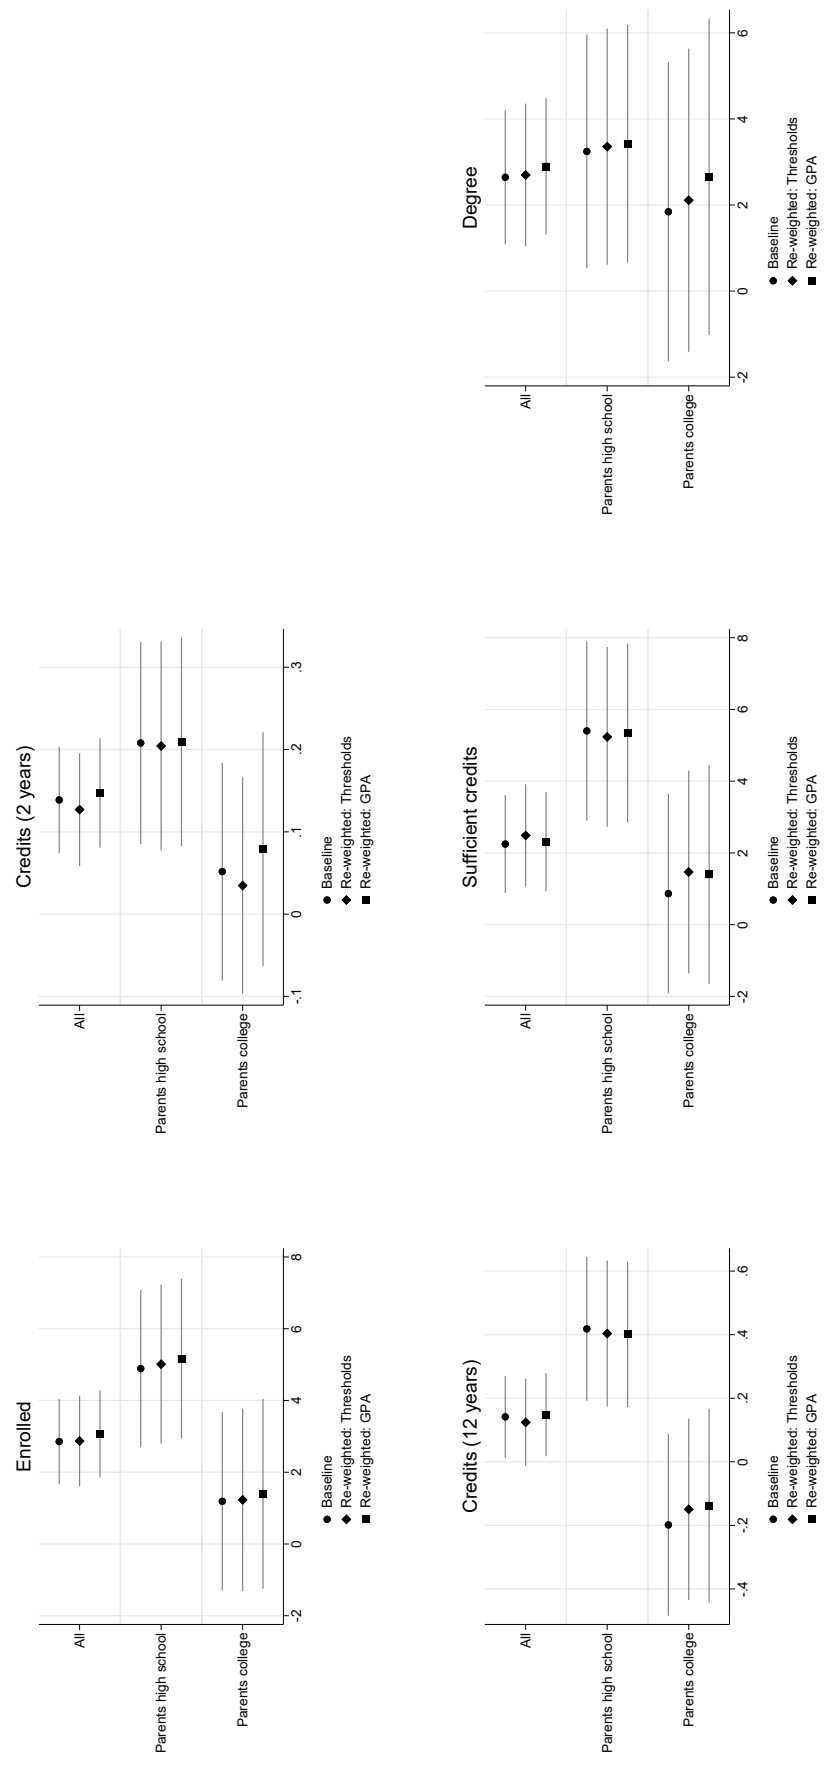 Enrolled
All
Parents high school
Parents college
-2
0
2
4
6
8
Baseline
Re-weighted: Thresholds
Re-weighted: GPA
Credits (2 years)
All
Parents high school
Parents college
-.1
0
.1
.2
.3
Baseline
Re-weighted: Thresholds
Re-weighted: GPA
Credits (12 years)
All
Parents high school
Parents college
-.4
-.2
0
.2
.4
.6
Baseline
Re-weighted: Thresholds
Re-weighted: GPA
Sufficient credits
All
Parents high school
Parents college
-2
0
2
4
6
8
Baseline
Re-weighted: Thresholds
Re-weighted: GPA
Degree
All
Parents high school
Parents college
-2
0
2
4
6
Baseline
Re-weighted: Thresholds
Re-weighted: GPA